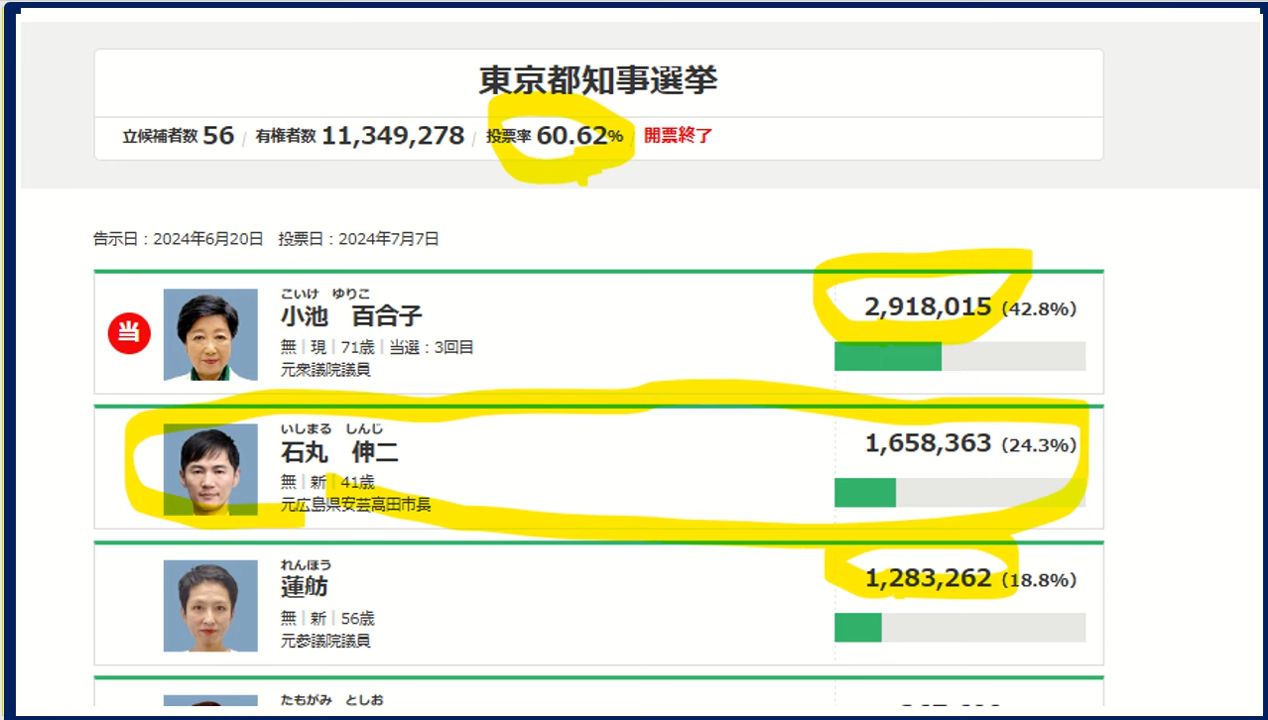 東京都知事選挙
立候補者数 56 / 有権者数 11,349,278 / 投票率 60.62% / 開票終了
告示日：2024年6月20日 投票日：2024年7月7日
当
こいけ ゆりこ
小池 百合子
無｜現｜71歳｜当選：3回目
元衆議院議員
2,918,015 (42.8%)
いしまる しんじ
石丸 伸二
無｜新｜41歳
元広島県安芸高田市長
1,658,363 (24.3%)
れんほう
蓮舫
無｜新｜56歳
元参議院議員
1,283,262 (18.8%)
たもがみ としお